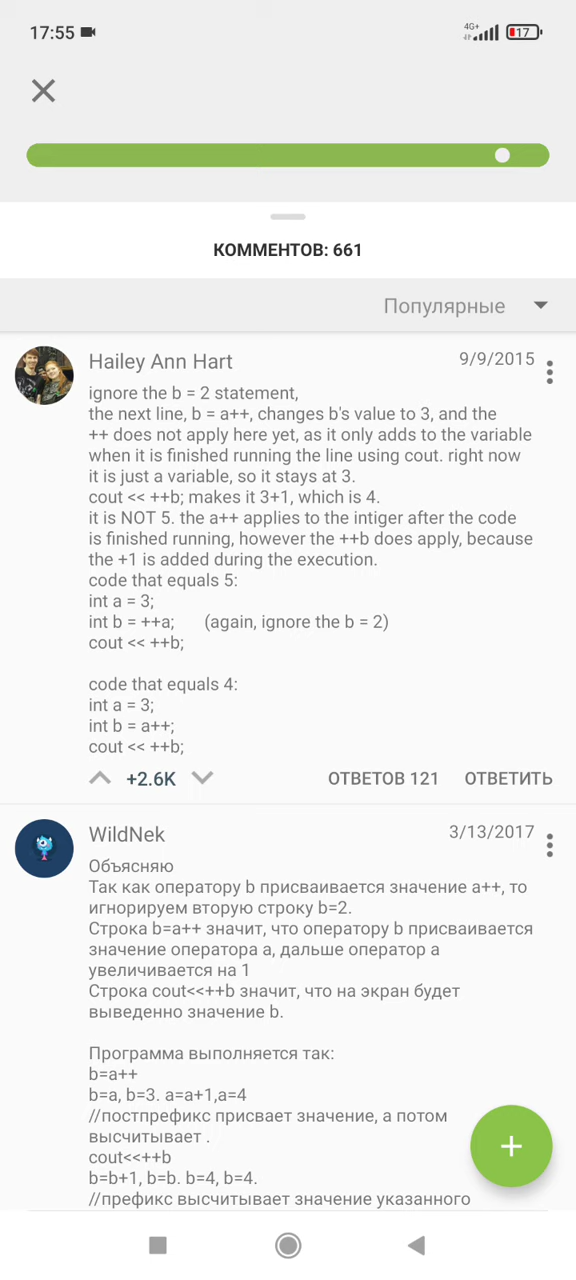 17:55
4G+
17
КОММЕНТОВ: 661
Популярные
Hailey Ann Hart
9/9/2015
ignore the b = 2 statement,
the next line, b = a++, changes b's value to 3, and the
++ does not apply here yet, as it only adds to the variable
when it is finished running the line using cout. right now
it is just a variable, so it stays at 3.
cout << ++b; makes it 3+1, which is 4.
it is NOT 5. the a++ applies to the intiger after the code
is finished running, however the ++b does apply, because
the +1 is added during the execution.
code that equals 5:
int a = 3;
int b = ++a; (again, ignore the b = 2)
cout << ++b;
code that equals 4:
int a = 3;
int b = a++;
cout << ++b;
+2.6K
ОТВЕТОВ 121
ОТВЕТИТЬ
WildNek
3/13/2017
Объясняю
Так как оператору b присваивается значение a++, то
игнорируем вторую строку b=2.
Строка b=a++ значит, что оператору b присваивается
значение оператора a, дальше оператор a
увеличивается на 1
Строка cout<<++b значит, что на экран будет
выведенно значение b.
Программа выполняется так:
b=a++
b=a, b=3. a=a+1,a=4
//постпрефикс присвает значение, а потом
высчитывает .
cout<<++b
b=b+1, b=b. b=4, b=4.
//префикс высчитывает значение указанного